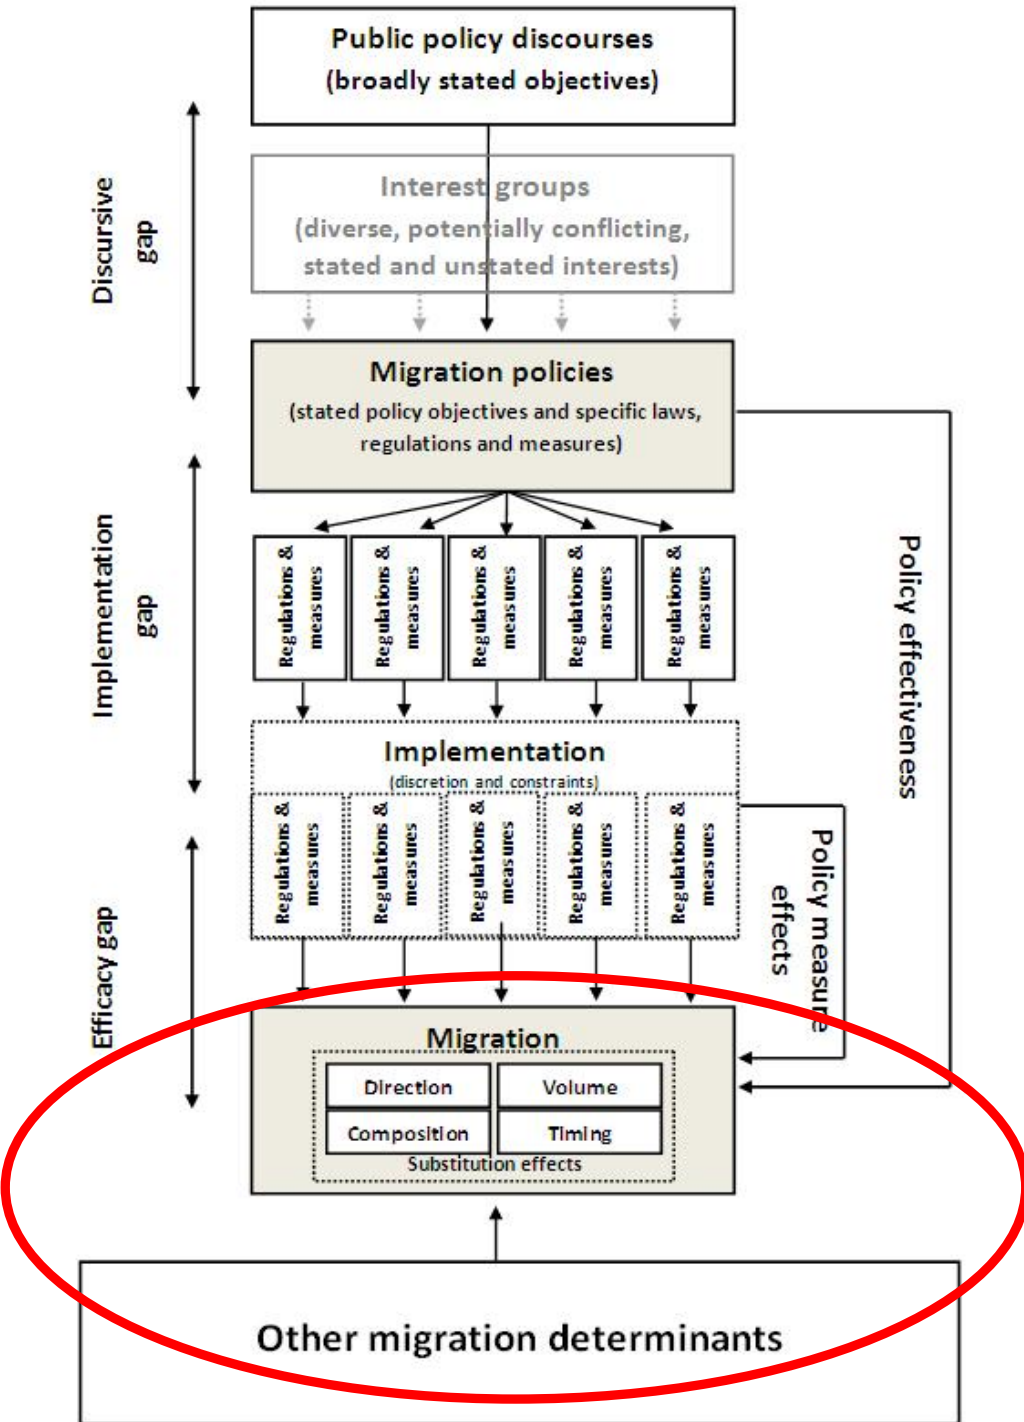 Public policy discourses
(broadly stated objectives)
Interest groups
(diverse, potentially conflicting,
stated and unstated interests)
Discursive
gap
Migration policies
(stated policy objectives and specific laws,
regulations and measures)
Implementation
gap
Regulations &
measures
Regulations &
measures
Regulations &
measures
Regulations &
measures
Regulations &
measures
Policy effectiveness
Implementation
(discretion and constraints)
Regulations &
measures
Regulations &
measures
Regulations &
measures
Regulations &
measures
Regulations &
measures
Policy measure
effects
Efficacy gap
Migration
Direction
Volume
Composition
Timing
Substitution effects
Other migration determinants